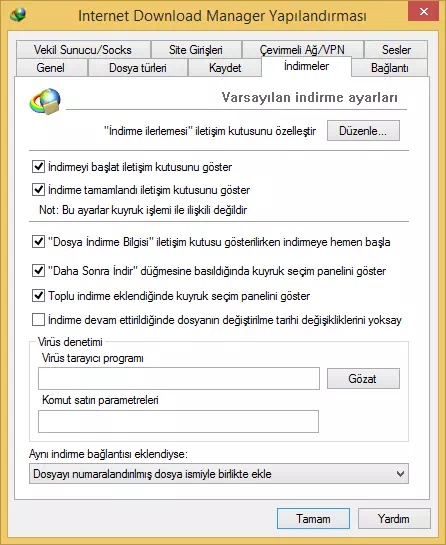 Internet Download Manager Yapılandırması
Vekil Sunucu/Socks Site Girişleri Çevirmeli Ağ/VPN Sesler
Genel Dosya türleri Kaydet İndirmeler Bağlantı
Varsayılan indirme ayarları
"İndirme ilerlemesi" iletişim kutusunu özelleştir Düzenle...
İndirmeyi başlat iletişim kutusunu göster
İndirme tamamlandı iletişim kutusunu göster
Not: Bu ayarlar kuyruk işlemi ile ilişkili değildir
"Dosya İndirme Bilgisi" iletişim kutusu gösterilirken indirmeye hemen başla
"Daha Sonra İndir" düğmesine basıldığında kuyruk seçim panelini göster
Toplu indirme eklendiğinde kuyruk seçim panelini göster
İndirme devam ettirildiğinde dosyanın değiştirilme tarihi değişikliklerini yoksay
Virüs denetimi
Virüs tarayıcı programı
Gözat
Komut satırı parametreleri
Aynı indirme bağlantısı eklendiyse:
Dosyayı numaralandırılmış dosya ismiyle birlikte ekle
Tamam Yardım